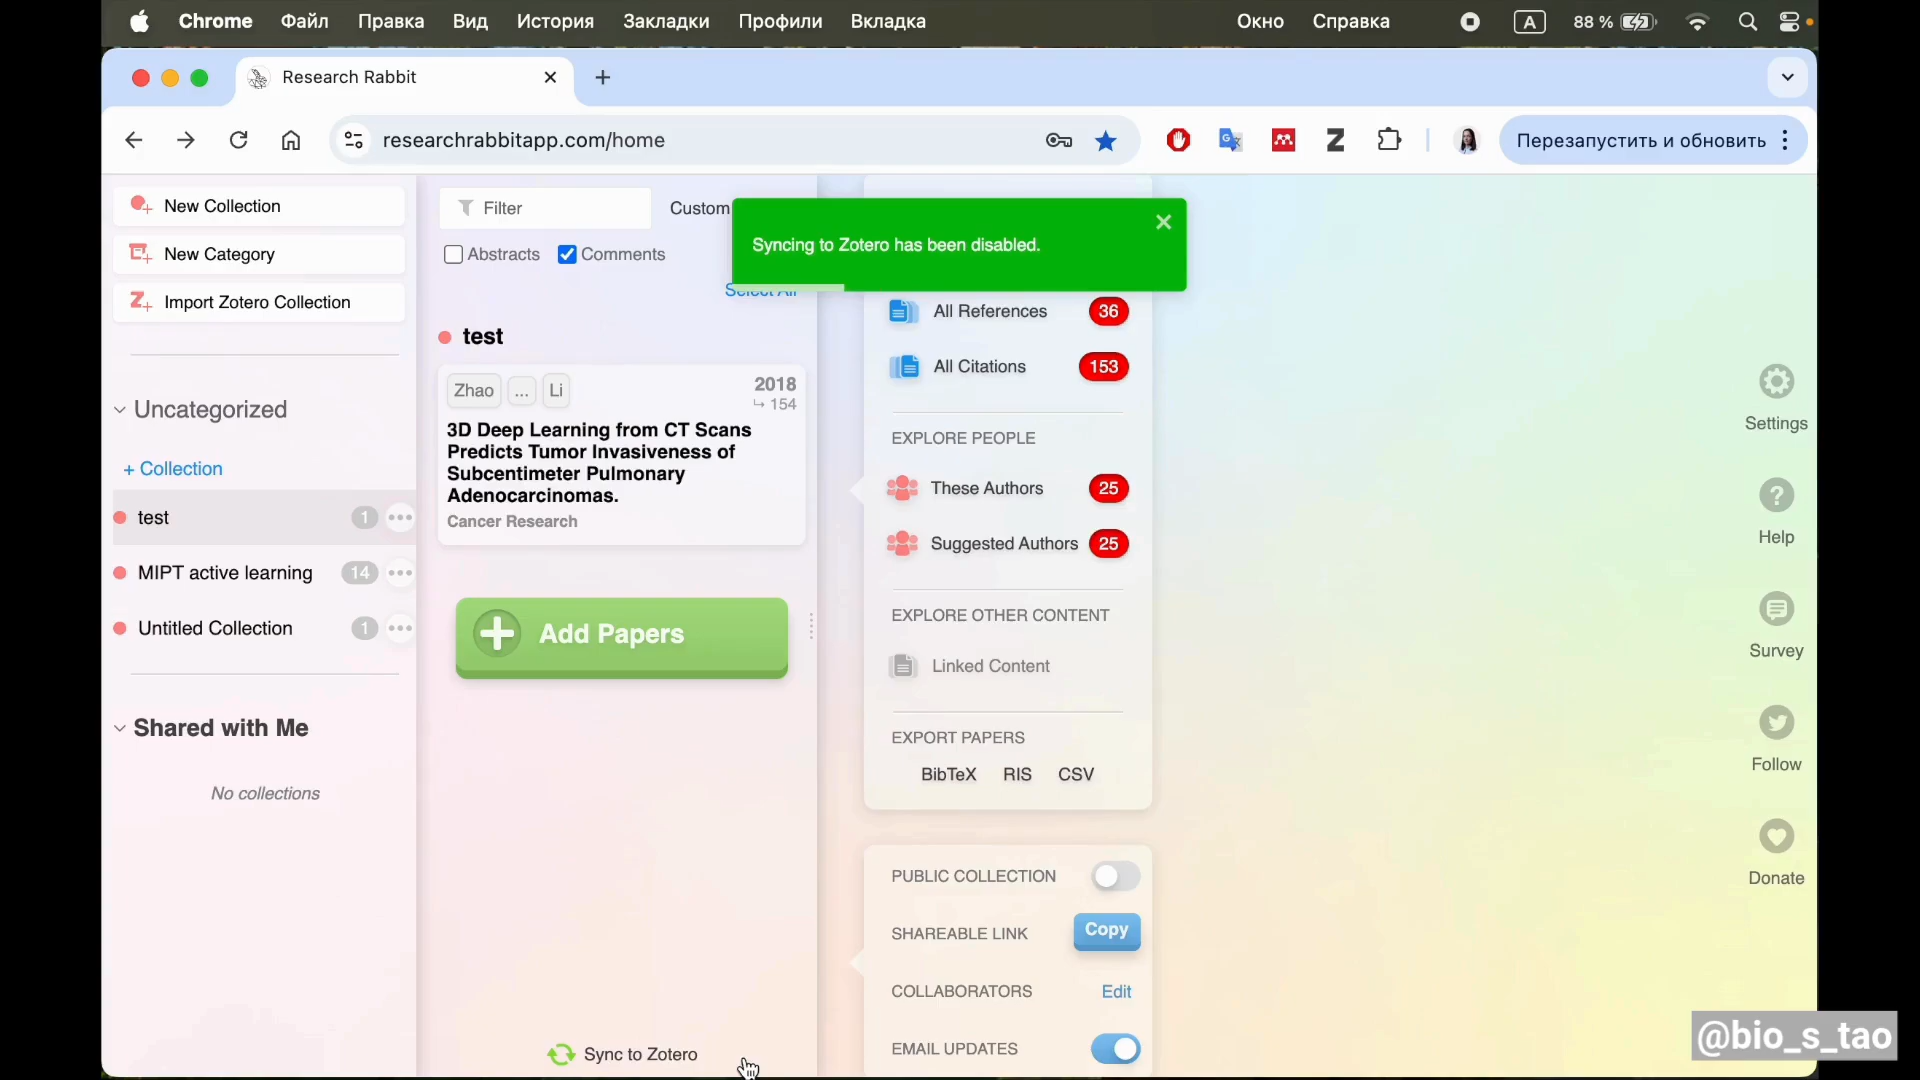 Chrome Файл Правка Вид История Закладки Профили Вкладка Окно Справка A 88 %
Research Rabbit
researchrabbitapp.com/home
Перезапустить и обновить
New Collection
New Category
Import Zotero Collection
Uncategorized
+ Collection
test 1
MIPT active learning 14
Untitled Collection 1
Shared with Me
No collections
Filter
Custom
Abstracts Comments
Select All
test
Zhao ... Li
2018
154
3D Deep Learning from CT Scans
Predicts Tumor Invasiveness of
Subcentimeter Pulmonary
Adenocarcinomas.
Cancer Research
Add Papers
Sync to Zotero
Syncing to Zotero has been disabled.
All References 36
All Citations 153
EXPLORE PEOPLE
These Authors 25
Suggested Authors 25
EXPLORE OTHER CONTENT
Linked Content
EXPORT PAPERS
BibTeX RIS CSV
PUBLIC COLLECTION
SHAREABLE LINK Copy
COLLABORATORS Edit
EMAIL UPDATES
Settings
Help
Survey
Follow
Donate
@bio_s_tao